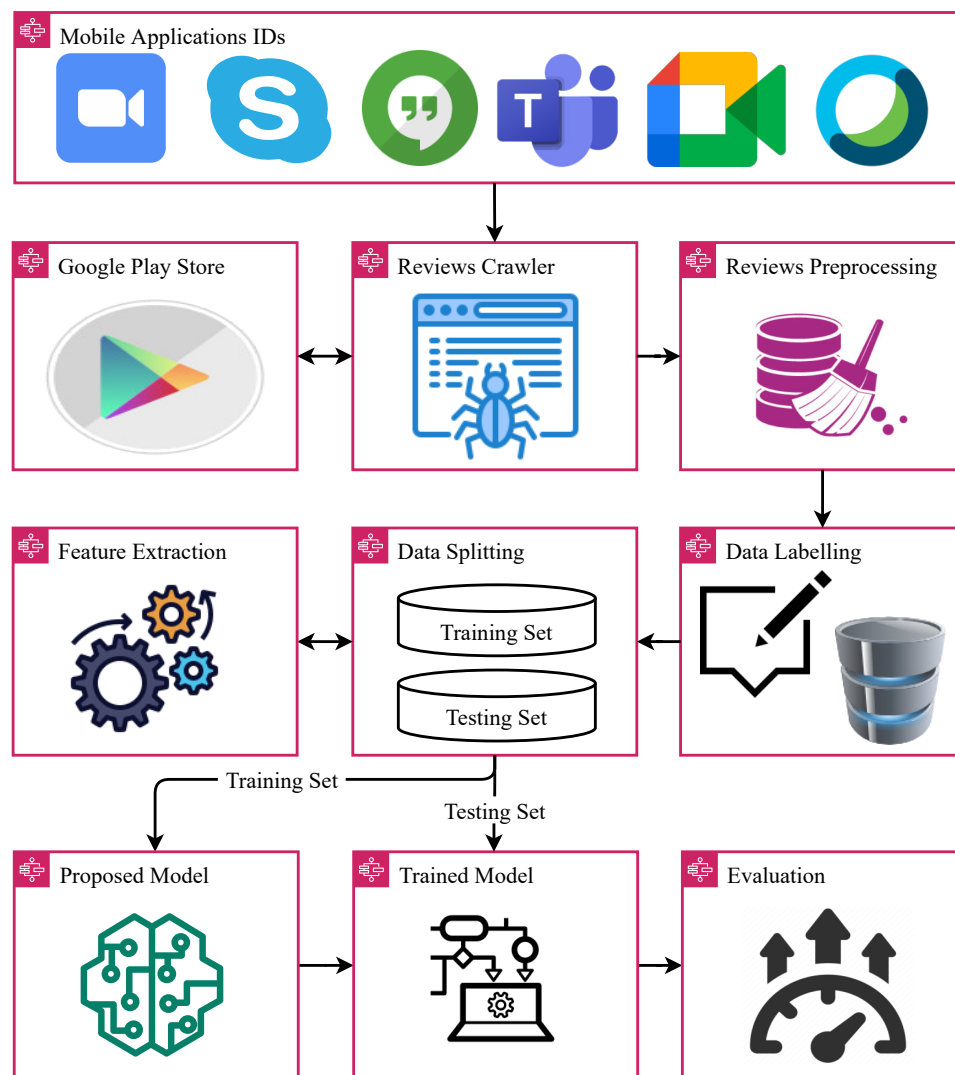 Mobile Applications IDs
S
T
Google Play Store
Reviews Crawler
Reviews Preprocessing
Feature Extraction
Data Splitting
Data Labelling
Training Set
Testing Set
Training Set
Testing Set
Proposed Model
Trained Model
Evaluation